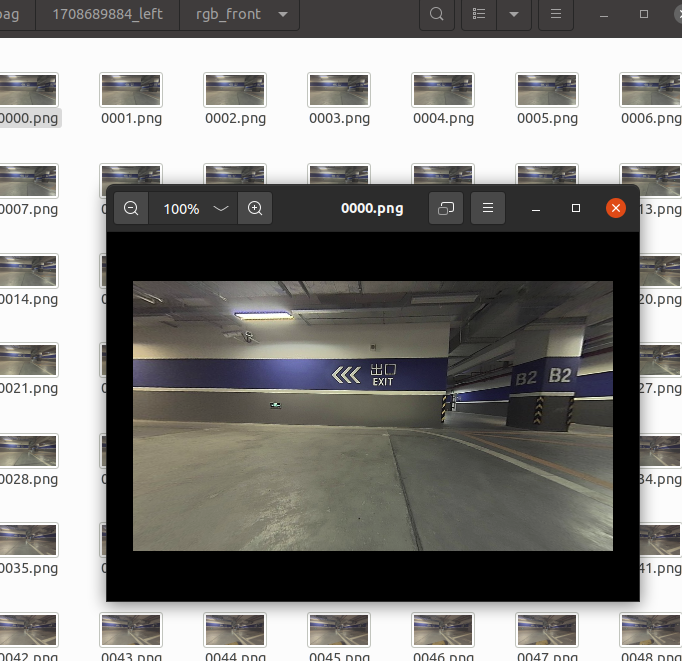 bag 1708689884_left rgb_front
0000.png 0001.png 0002.png 0003.png 0004.png 0005.png 0006.png
0007.png 13.png
100% 0000.png
0014.png 20.png
出口
EXIT
B2 B2
0021.png 27.png
0028.png 34.png
0035.png 41.png
0042.png 0043.png 0044.png 0045.png 0046.png 0047.png 0048.png